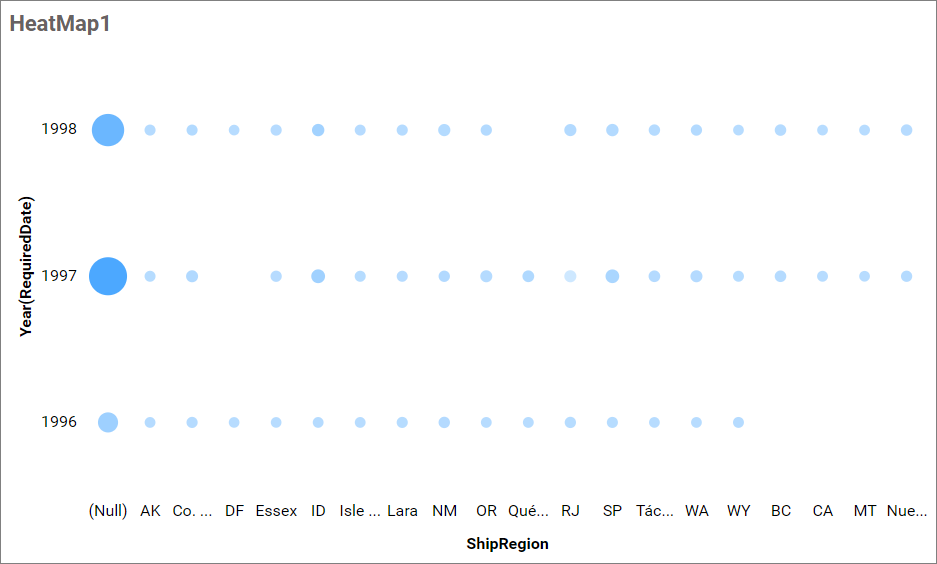 HeatMap1
1998
1997
1996
Year(RequiredDate)
(Null) AK Co. ... DF Essex ID Isle ... Lara NM OR Qué... RJ SP Tác... WA WY BC CA MT Nue...
ShipRegion